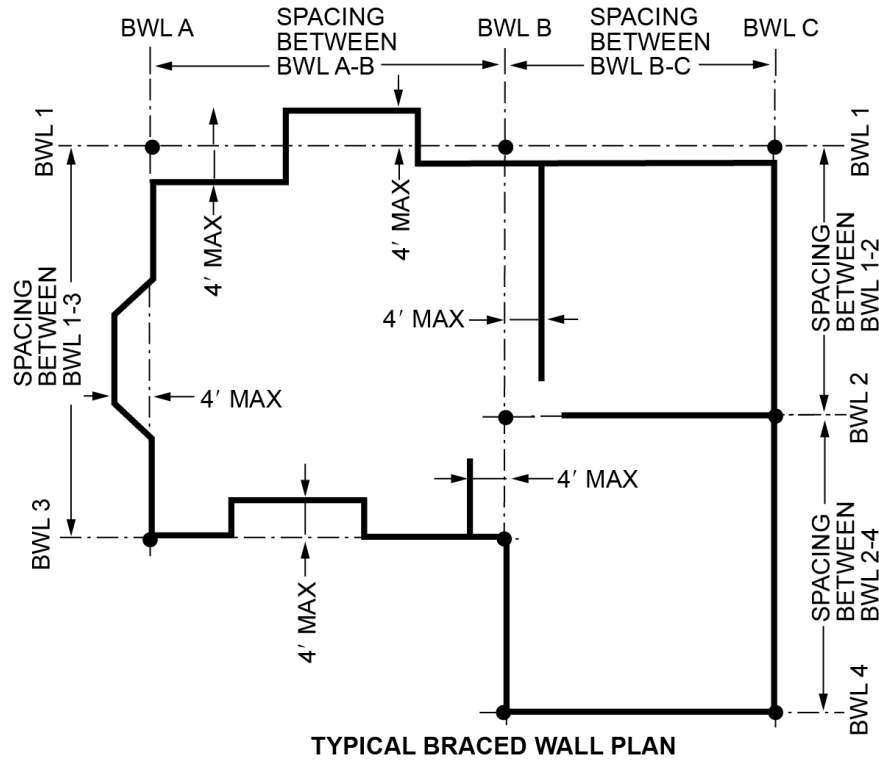 BWL A
SPACING
BETWEEN
BWL A-B
BWL B
SPACING
BETWEEN
BWL B-C
BWL C
BWL 1
BWL 1
4′ MAX
4′ MAX
SPACING
BETWEEN
BWL 1-3
SPACING
BETWEEN
BWL 1-2
4′ MAX
4′ MAX
BWL 2
4′ MAX
BWL 3
SPACING
BETWEEN
BWL 2-4
4′ MAX
BWL 4
TYPICAL BRACED WALL PLAN